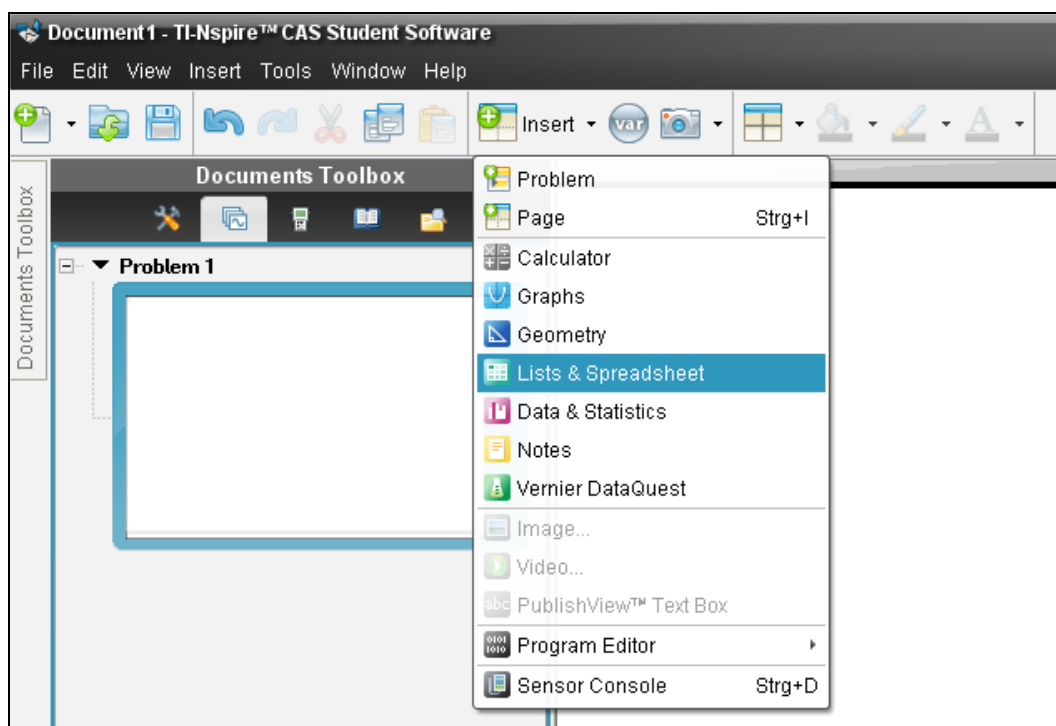 Document1 - TI-Nspire™ CAS Student Software
File Edit View Insert Tools Window Help
Insert var
Documents Toolbox
Documents Toolbox
Problem 1
Problem
Page Strg+I
Calculator
Graphs
Geometry
Lists & Spreadsheet
Data & Statistics
Notes
Vernier DataQuest
Image...
Video...
abc PublishView™ Text Box
Program Editor
Sensor Console Strg+D